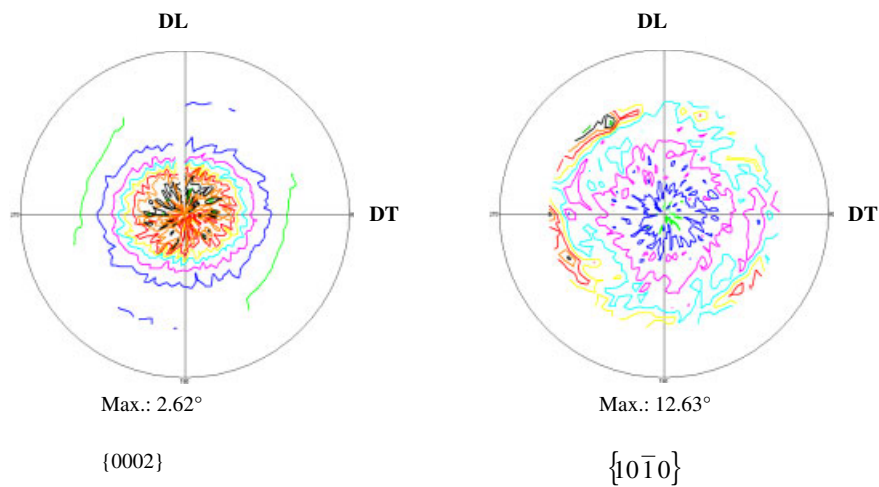 DL
DL
DT
DT
Max.: 2.62°
Max.: 12.63°
{0002}
{101̅0}